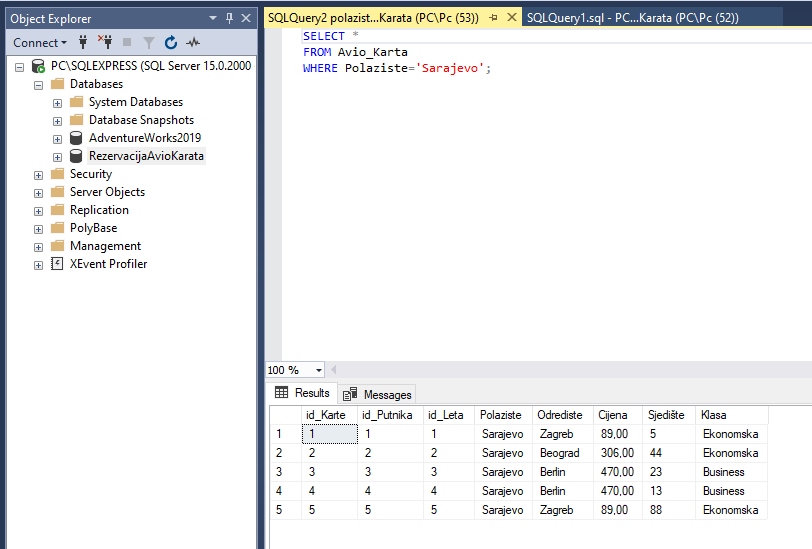 Object Explorer
Connect
PC\SQLEXPRESS (SQL Server 15.0.2000
Databases
System Databases
Database Snapshots
AdventureWorks2019
RezervacijaAvioKarata
Security
Server Objects
Replication
PolyBase
Management
XEvent Profiler
SQLQuery2 polazist...Karata (PC\Pc (53)) SQLQuery1.sql - PC...Karata (PC\Pc (52))
SELECT *
FROM Avio_Karta
WHERE Polaziste='Sarajevo';
100 %
Results Messages
id_Karte id_Putnika id_Leta Polaziste Odrediste Cijena Sjedište Klasa
1 1 1 1 Sarajevo Zagreb 89,00 5 Ekonomska
2 2 2 2 Sarajevo Beograd 306,00 44 Ekonomska
3 3 3 3 Sarajevo Berlin 470,00 23 Business
4 4 4 4 Sarajevo Berlin 470,00 13 Business
5 5 5 5 Sarajevo Zagreb 89,00 88 Ekonomska